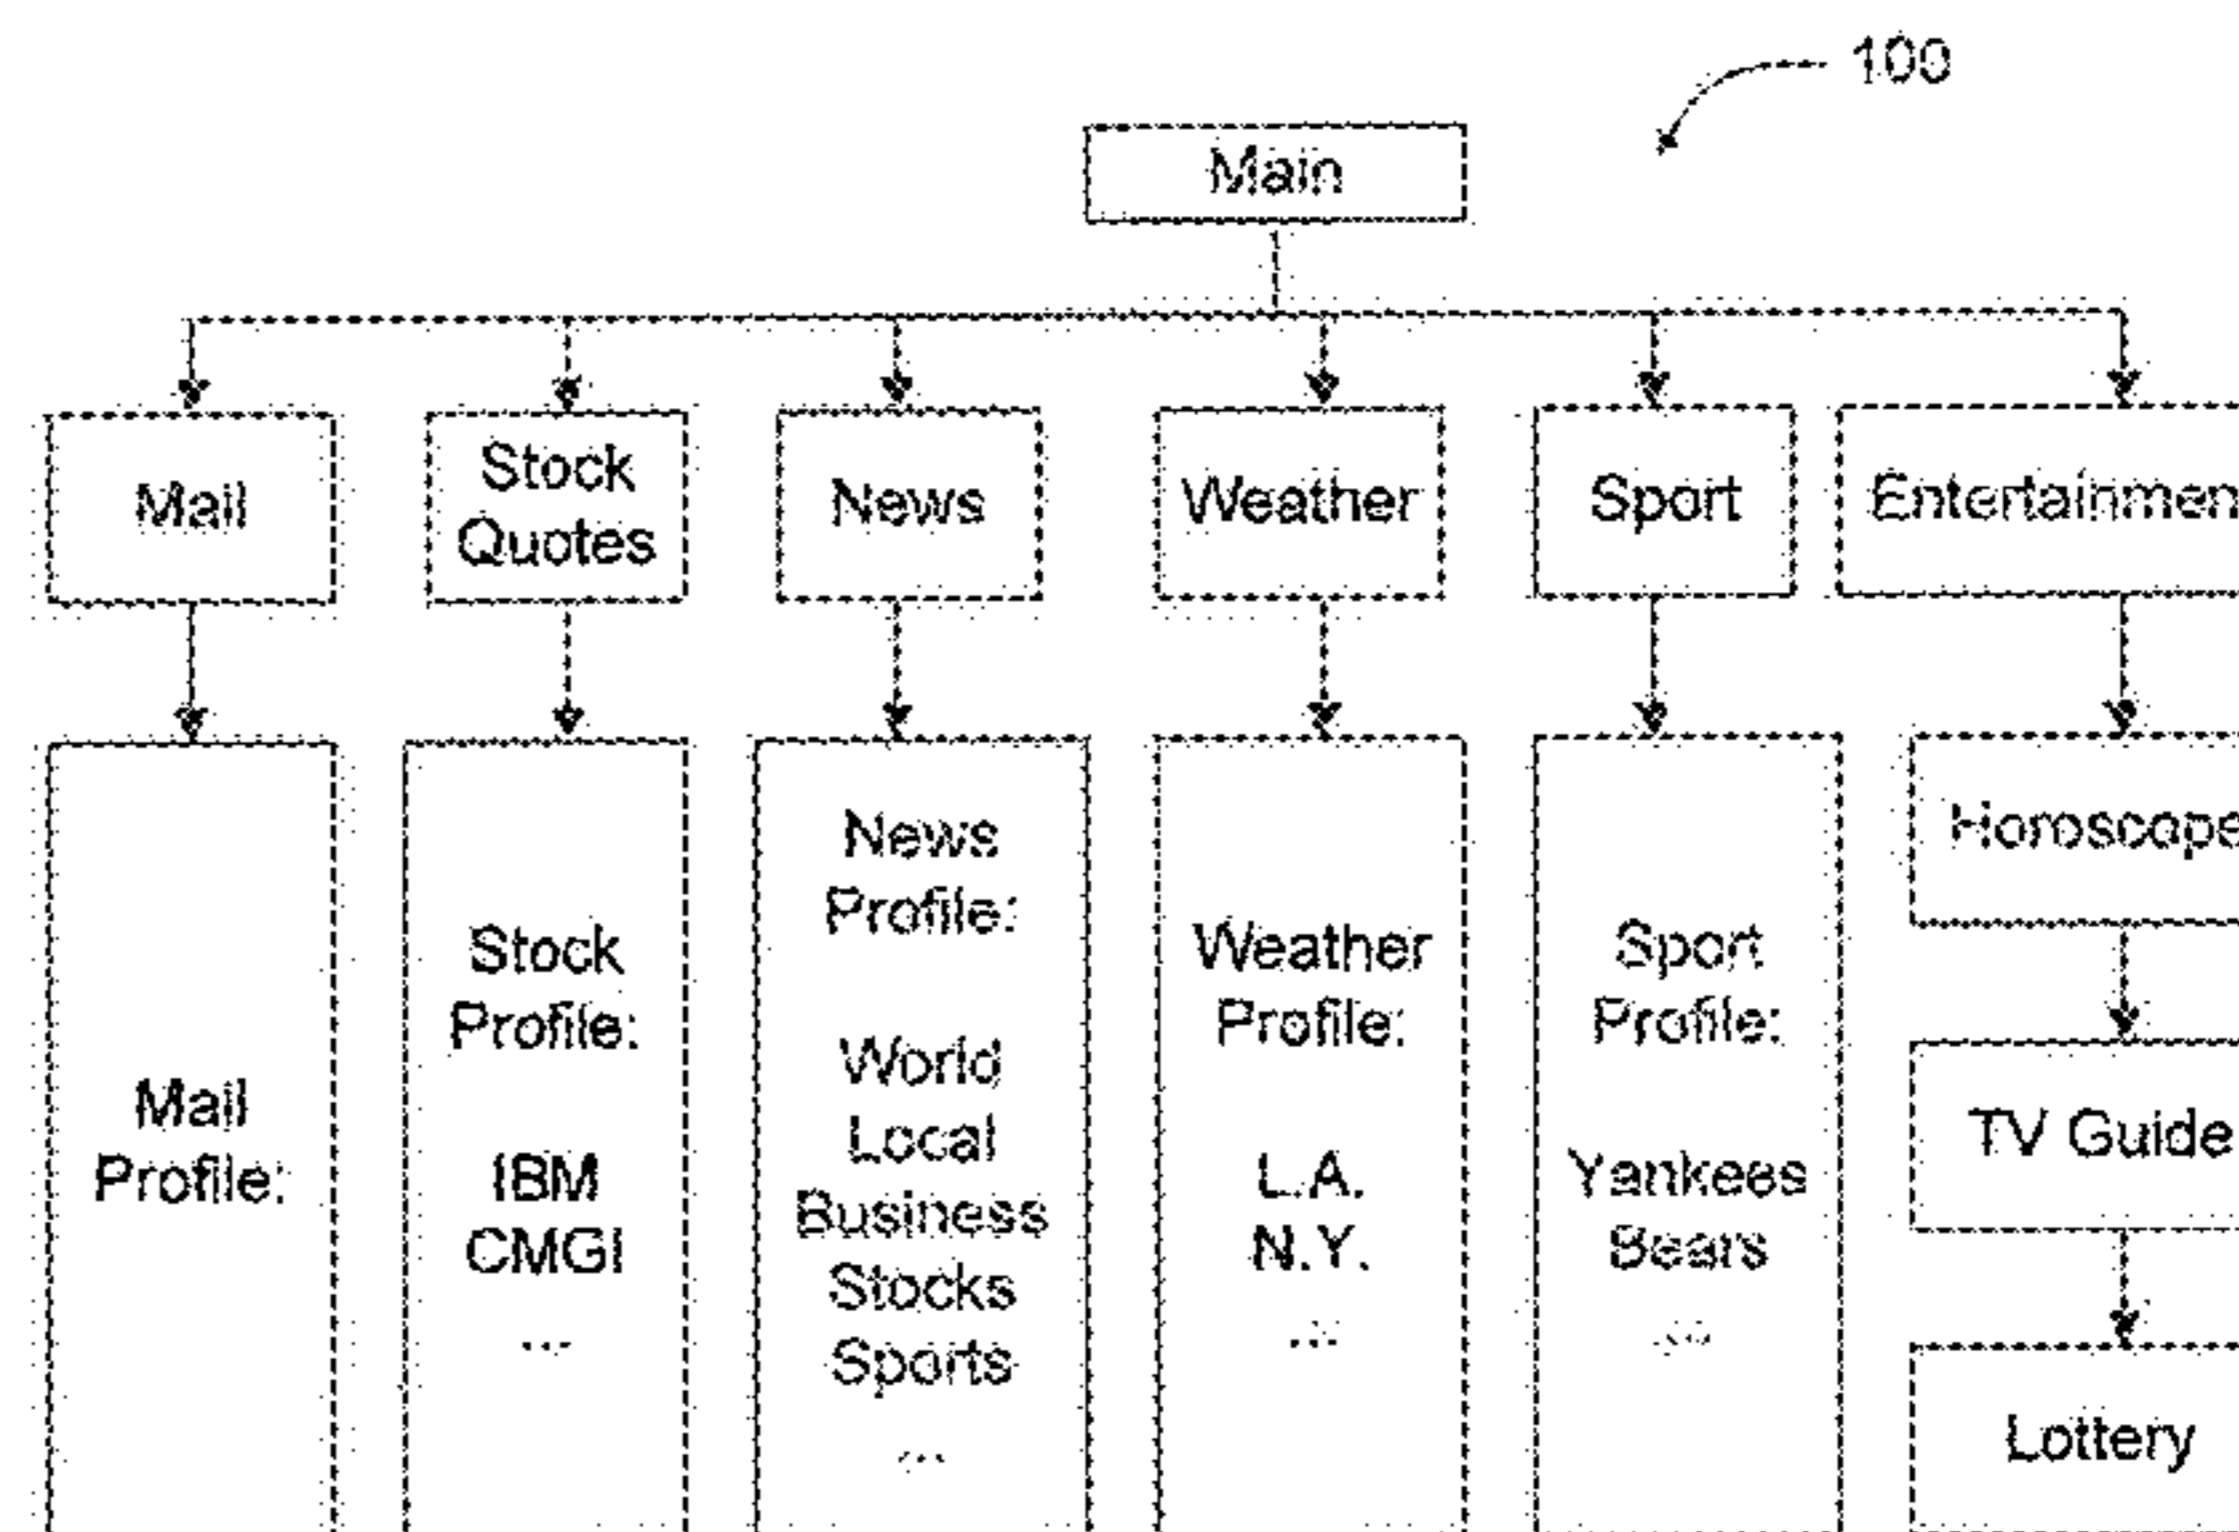 100
Main
Mail
Stock
Quotes
News
Weather
Sport
Entertainmen
Mail
Profile:
Stock
Profile:
IBM
CMGI
...
News
Profile:
World
Local
Business
Stocks
Sports
...
Weather
Profile:
L.A.
N.Y.
...
Sport
Profile:
Yankees
Bears
...
Horoscope
TV Guide
Lottery